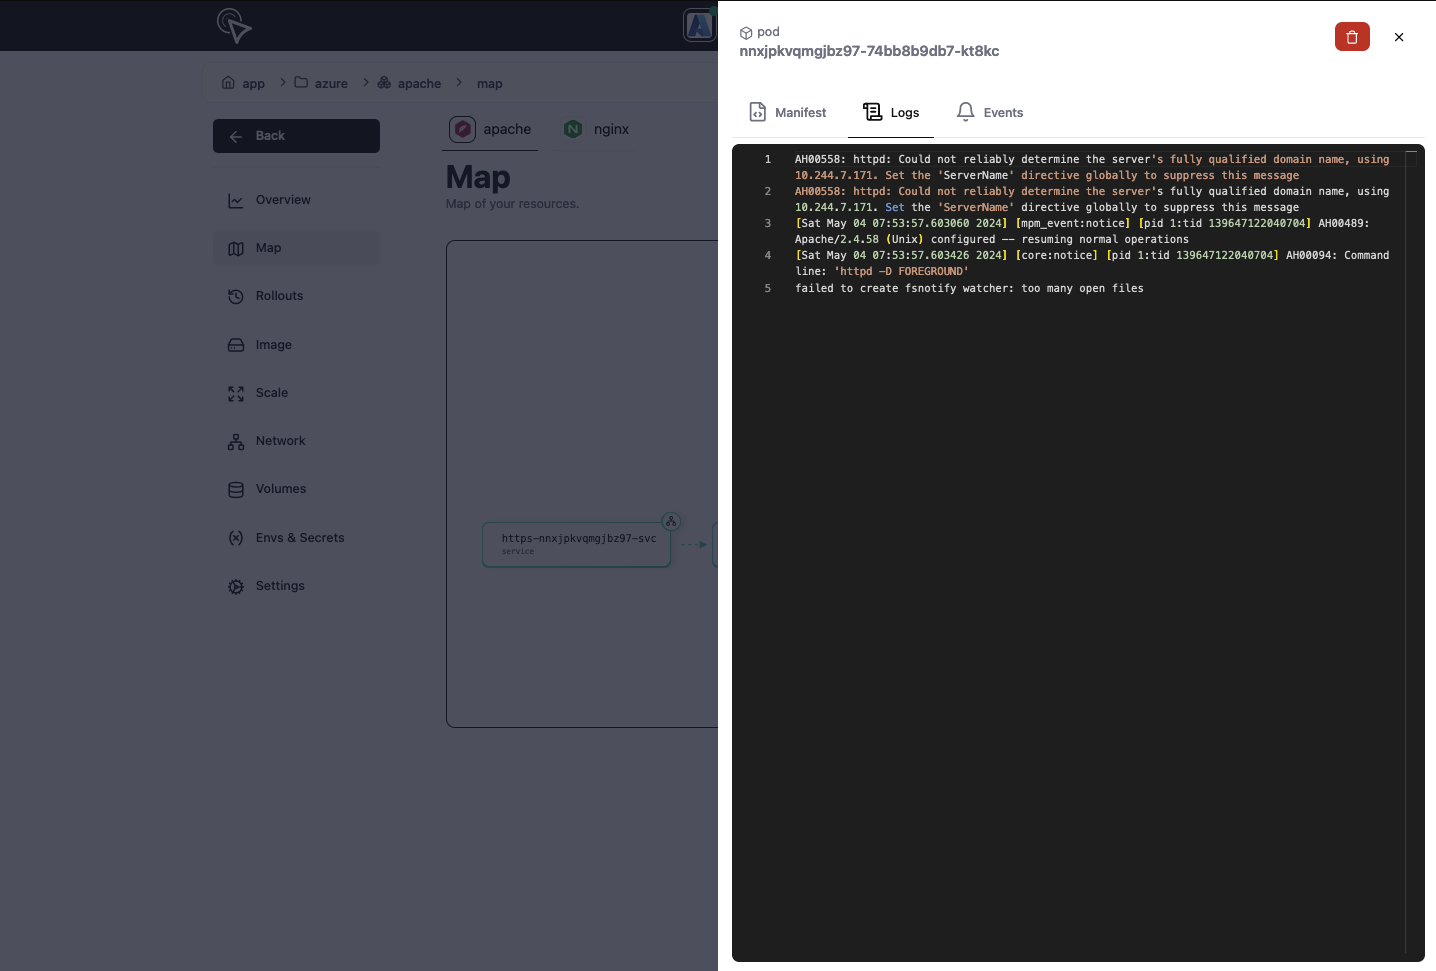 app
azure
apache
map
Back
Overview
Map
Rollouts
Image
Scale
Network
Volumes
Envs & Secrets
Settings
apache
nginx
Map
Map of your resources.
https-nnxjpkvqmgjbz97-svc
service
pod
nnxjpkvqmgjbz97-74bb8b9db7-kt8kc
Manifest
Logs
Events
1 AH00558: httpd: Could not reliably determine the server's fully qualified domain name, using
10.244.7.171. Set the 'ServerName' directive globally to suppress this message
2 AH00558: httpd: Could not reliably determine the server's fully qualified domain name, using
10.244.7.171. Set the 'ServerName' directive globally to suppress this message
3 [Sat May 04 07:53:57.603060 2024] [mpm_event:notice] [pid 1:tid 139647122040704] AH00489:
Apache/2.4.58 (Unix) configured -- resuming normal operations
4 [Sat May 04 07:53:57.603426 2024] [core:notice] [pid 1:tid 139647122040704] AH00094: Command
line: 'httpd -D FOREGROUND'
5 failed to create fsnotify watcher: too many open files